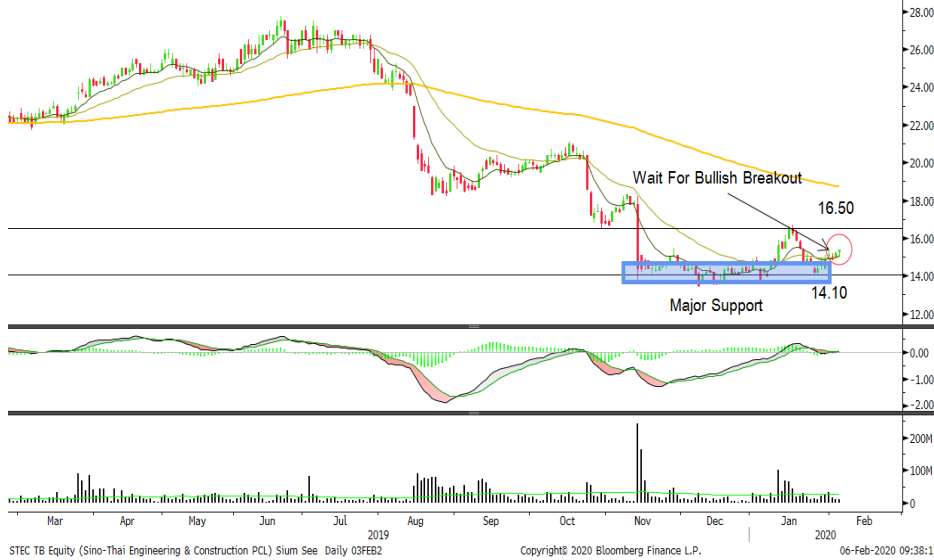 28.00
26.00
24.00
22.00
20.00
Wait For Bullish Breakout
18.00
16.50
16.00
14.00
14.10
Major Support
12.00
0.00
-1.00
-2.00
200M
100M
0
Mar Apr May Jun Jul Aug Sep Oct Nov Dec Jan Feb
2019 2020
STEC TB Equity (Sino-Thai Engineering & Construction PCL) Sium See Daily 03FEB2 Copyright© 2020 Bloomberg Finance L.P. 06-Feb-2020 09:38:1